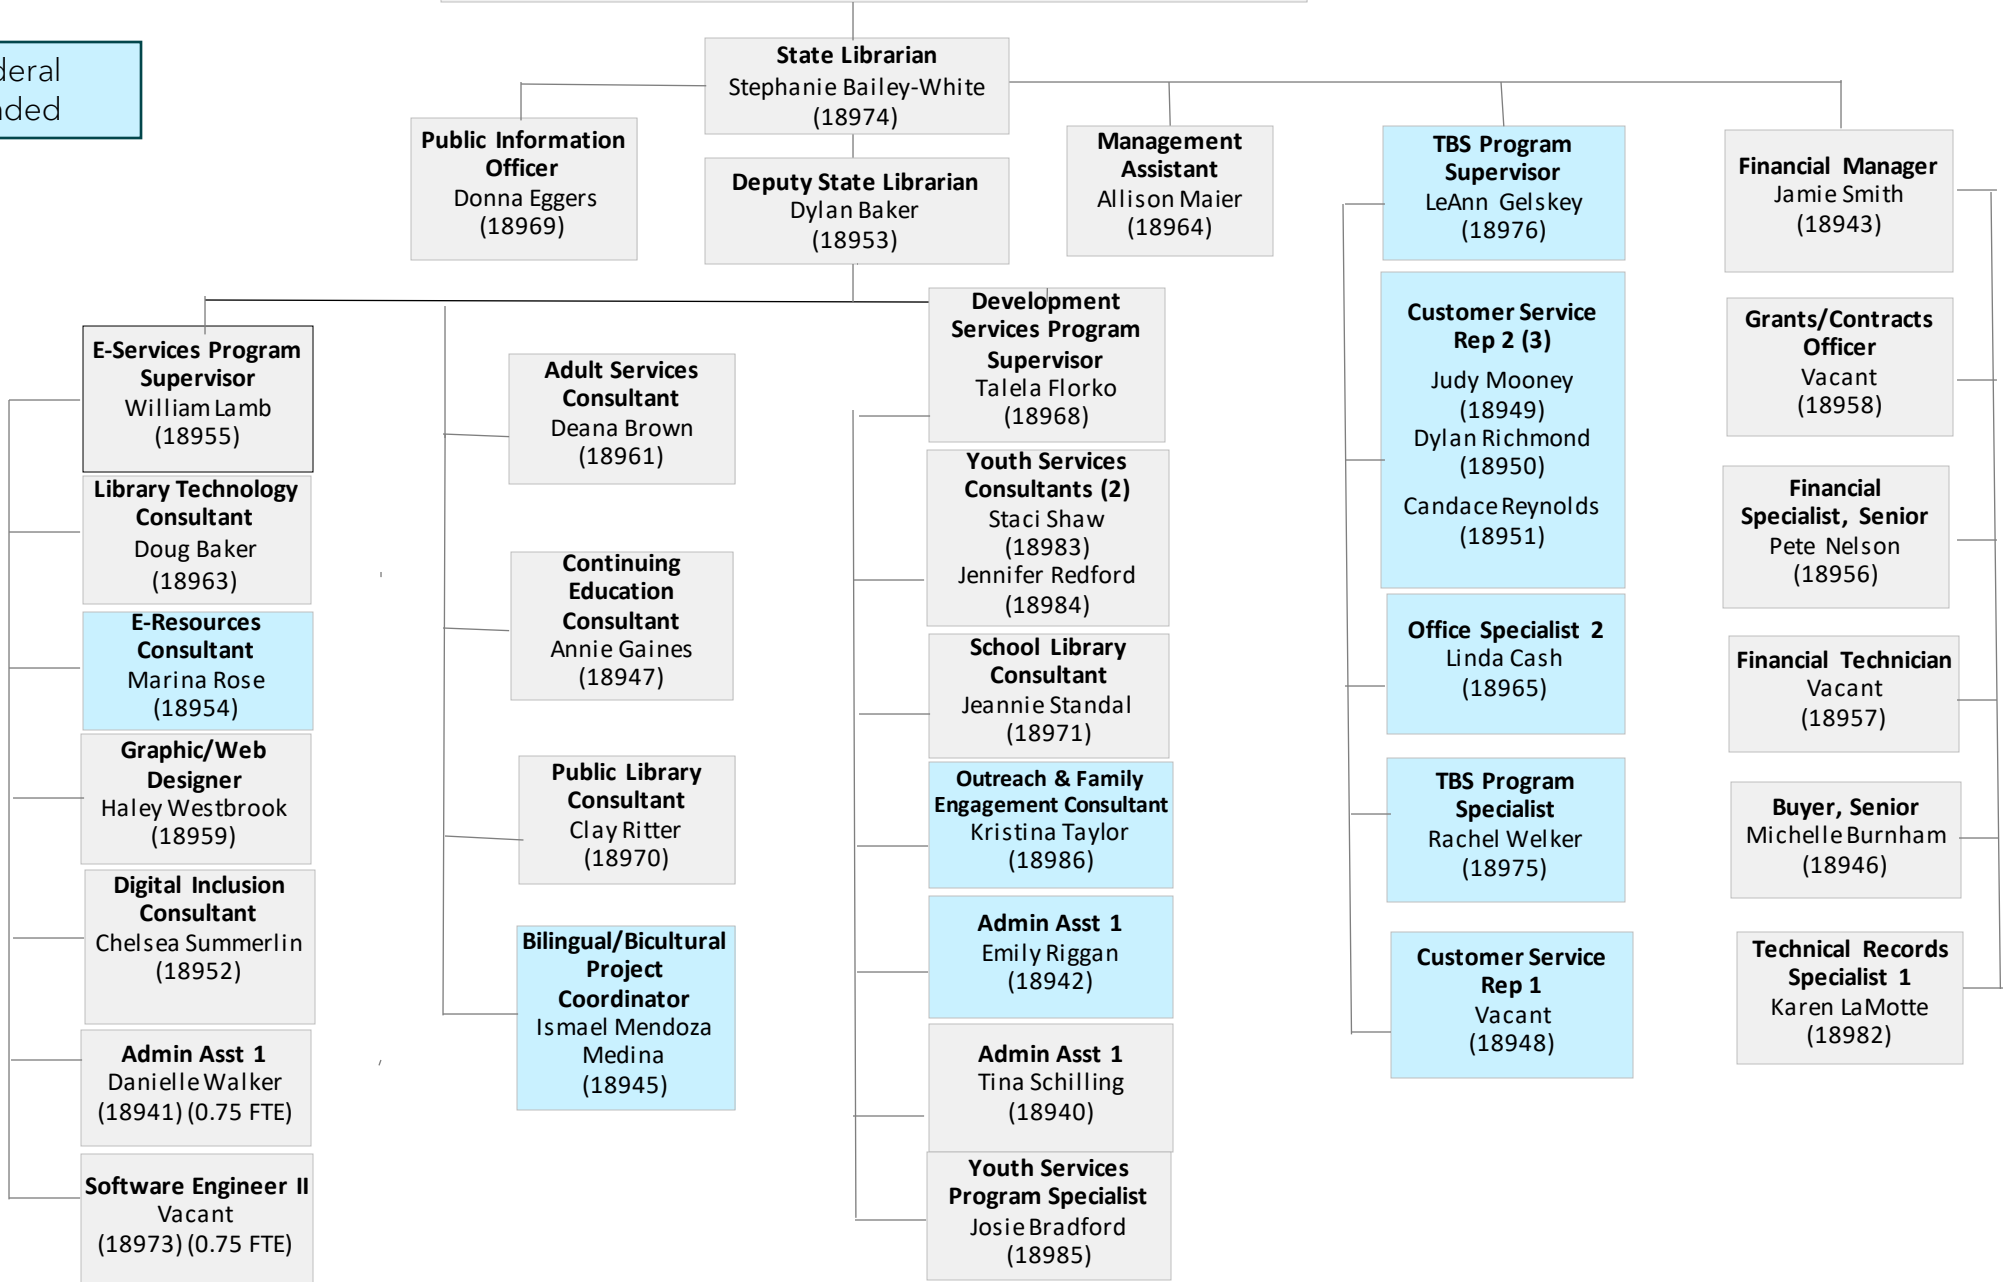 State Librarian
Stephanie Bailey-White
(18974)
Public Information
Officer
Donna Eggers
(18969)
Deputy State Librarian
Dylan Baker
(18953)
Management
Assistant
Allison Maier
(18964)
TBS Program
Supervisor
LeAnn Gelskey
(18976)
Financial Manager
Jamie Smith
(18943)
E-Services Program
Supervisor
William Lamb
(18955)
Library Technology
Consultant
Doug Baker
(18963)
E-Resources
Consultant
Marina Rose
(18954)
Graphic/Web
Designer
Haley Westbrook
(18959)
Digital Inclusion
Consultant
Chelsea Summerlin
(18952)
Admin Asst 1
Danielle Walker
(18941) (0.75 FTE)
Software Engineer II
Vacant
(18973) (0.75 FTE)
Adult Services
Consultant
Deana Brown
(18961)
Continuing
Education
Consultant
Annie Gaines
(18947)
Public Library
Consultant
Clay Ritter
(18970)
Bilingual/Bicultural
Project
Coordinator
Ismael Mendoza
Medina
(18945)
Development
Services Program
Supervisor
Talela Florko
(18968)
Youth Services
Consultants (2)
Staci Shaw
(18983)
Jennifer Redford
(18984)
School Library
Consultant
Jeannie Standal
(18971)
Outreach & Family
Engagement Consultant
Kristina Taylor
(18986)
Admin Asst 1
Emily Riggan
(18942)
Admin Asst 1
Tina Schilling
(18940)
Youth Services
Program Specialist
Josie Bradford
(18985)
Customer Service
Rep 2 (3)
Judy Mooney
(18949)
Dylan Richmond
(18950)
Candace Reynolds
(18951)
Office Specialist 2
Linda Cash
(18965)
TBS Program
Specialist
Rachel Welker
(18975)
Customer Service
Rep 1
Vacant
(18948)
Grants/Contracts
Officer
Vacant
(18958)
Financial
Specialist, Senior
Pete Nelson
(18956)
Financial Technician
Vacant
(18957)
Buyer, Senior
Michelle Burnham
(18946)
Technical Records
Specialist 1
Karen LaMotte
(18982)